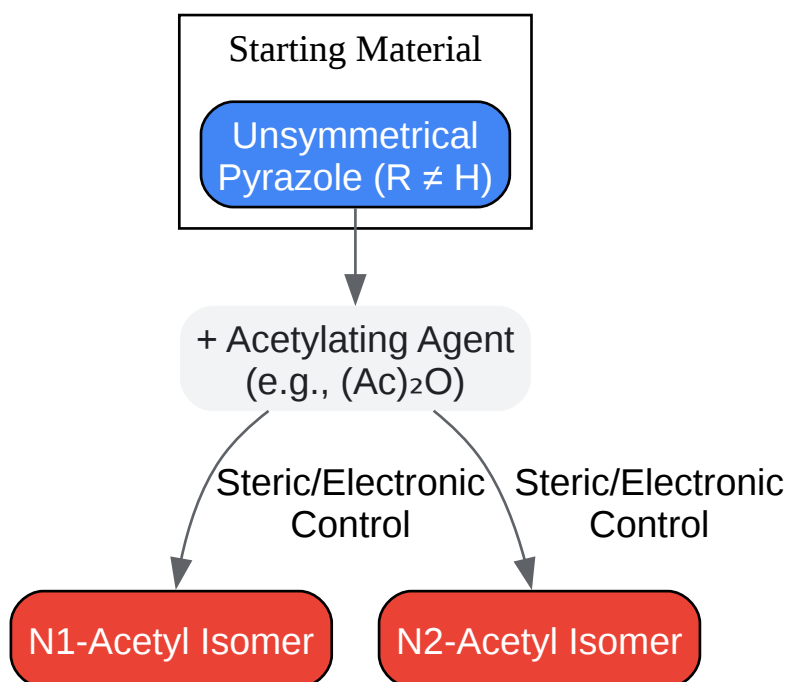 Starting Material
Unsymmetrical
Pyrazole (R ≠ H)
+ Acetylating Agent
(e.g., (Ac)₂O)
Steric/Electronic
Control
Steric/Electronic
Control
N1-Acetyl Isomer
N2-Acetyl Isomer